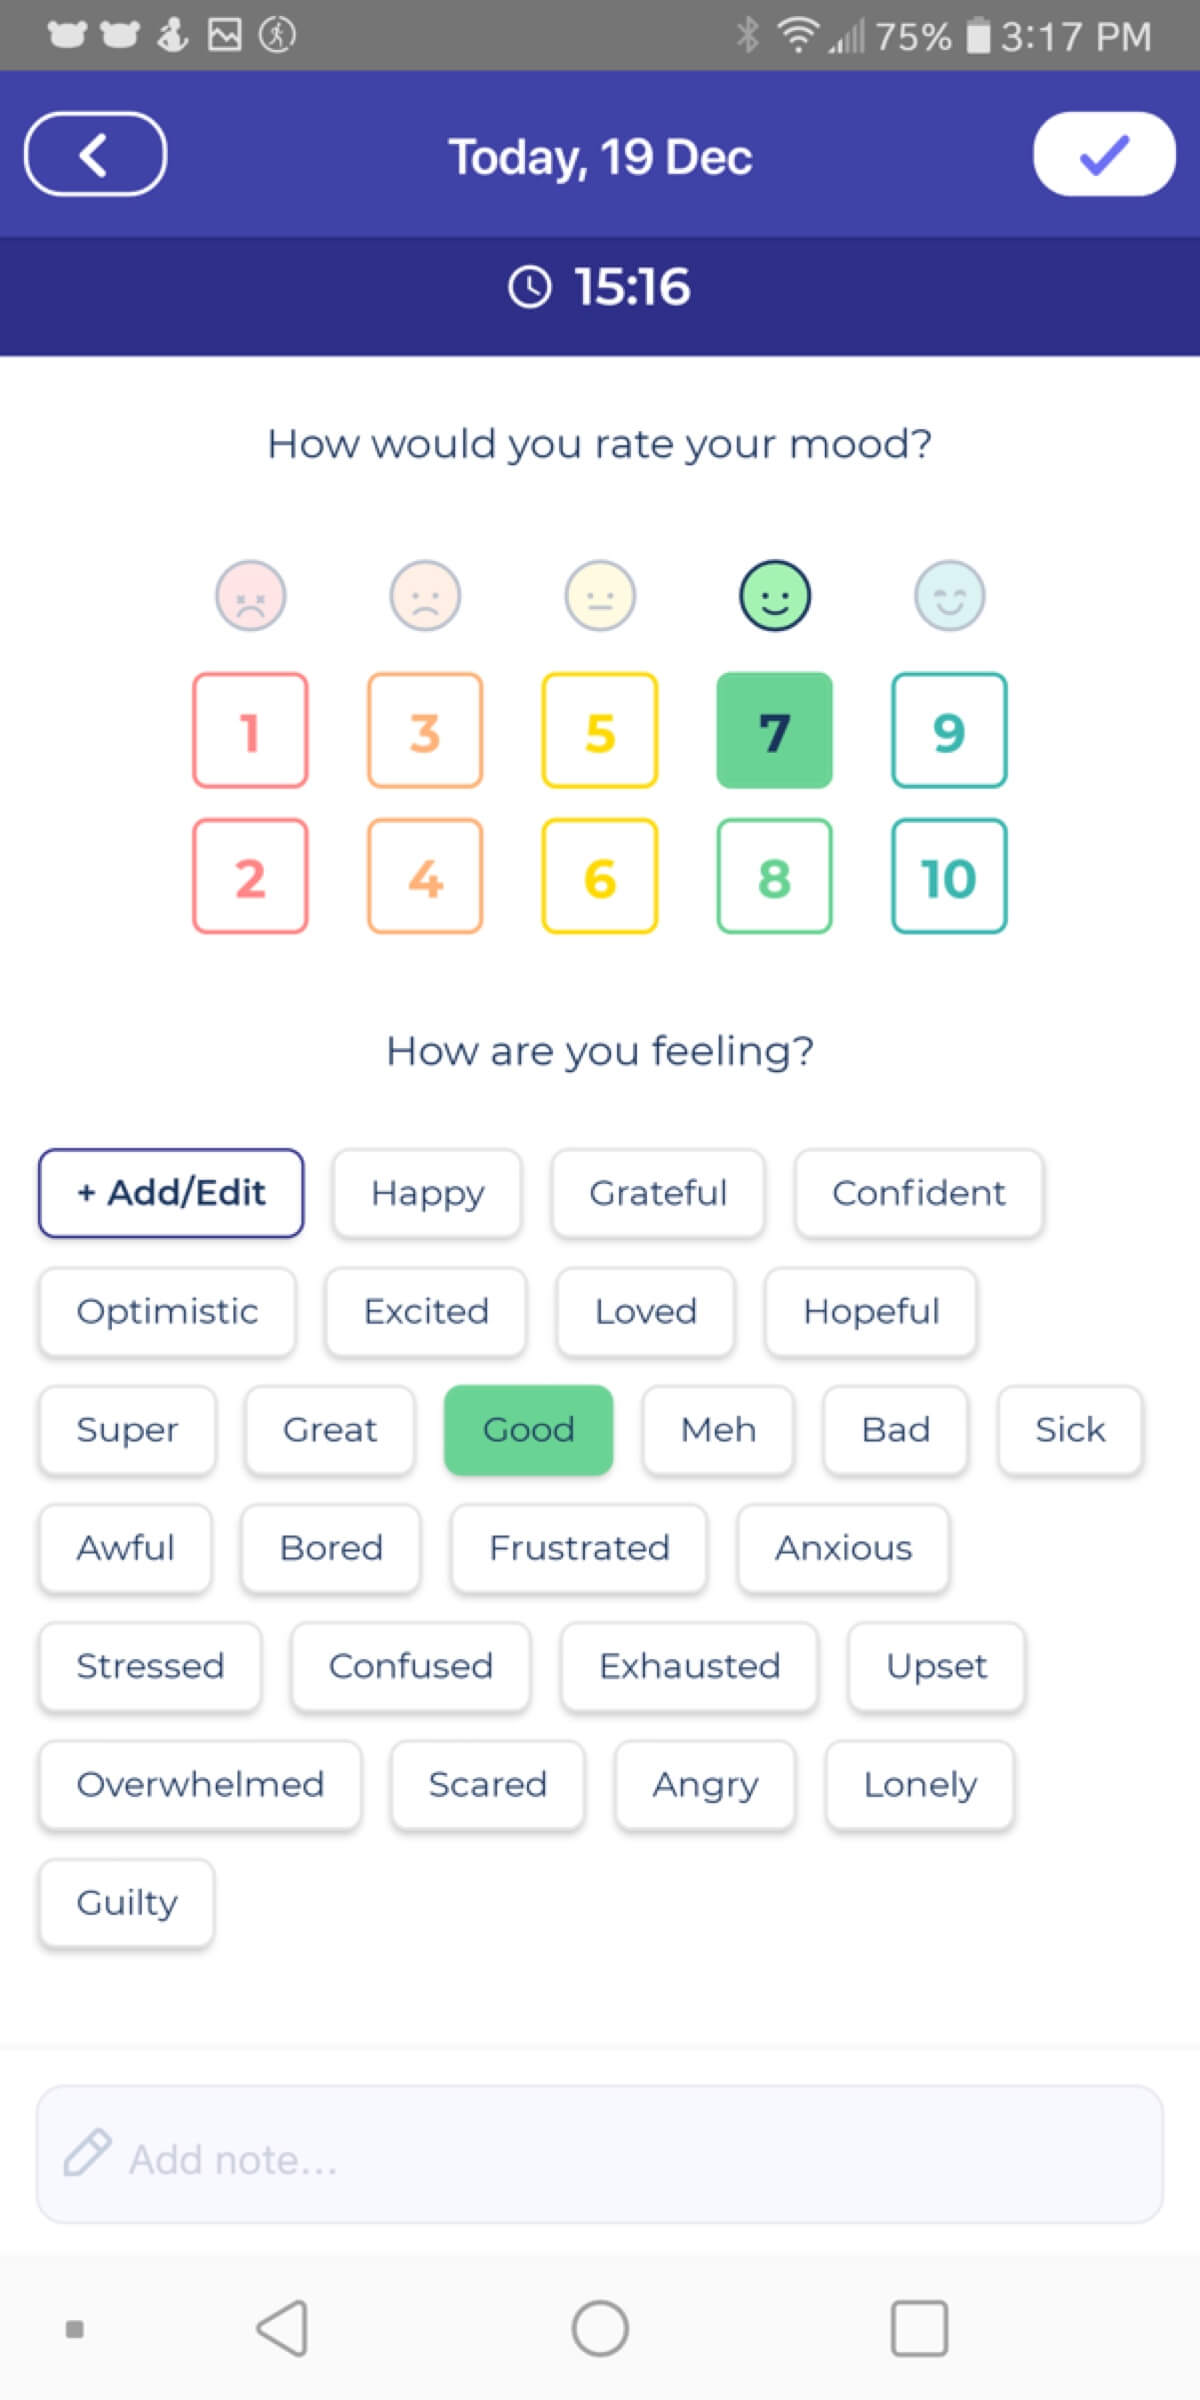 75% 3:17 PM
Today, 19 Dec
15:16
How would you rate your mood?
1 3 5 7 9
2 4 6 8 10
How are you feeling?
+ Add/Edit Happy Grateful Confident
Optimistic Excited Loved Hopeful
Super Great Good Meh Bad Sick
Awful Bored Frustrated Anxious
Stressed Confused Exhausted Upset
Overwhelmed Scared Angry Lonely
Guilty
Add note...